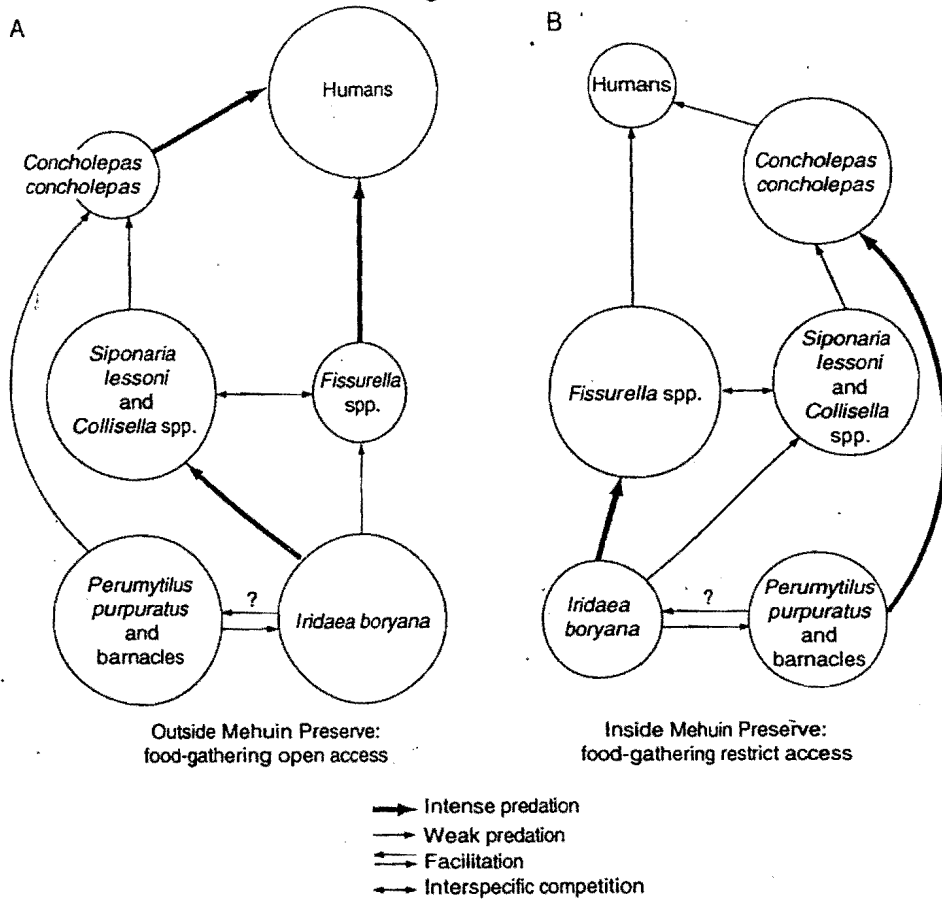 A
Humans
Concholepas
concholepas
Siponaria
lessoni
and
Collisella spp.
Fissurella
spp.
Perumytilus
purpuratus
and
barnacles
?
Iridaea boryana
Outside Mehuin Preserve:
food-gathering open access
B
Humans
Concholepas
concholepas
Fissurella spp.
Siponaria
lessoni
and
Collisella
spp.
Iridaea
boryana
?
Perumytilus
purpuratus
and
barnacles
Inside Mehuin Preserve:
food-gathering restrict access
Intense predation
Weak predation
Facilitation
Interspecific competition